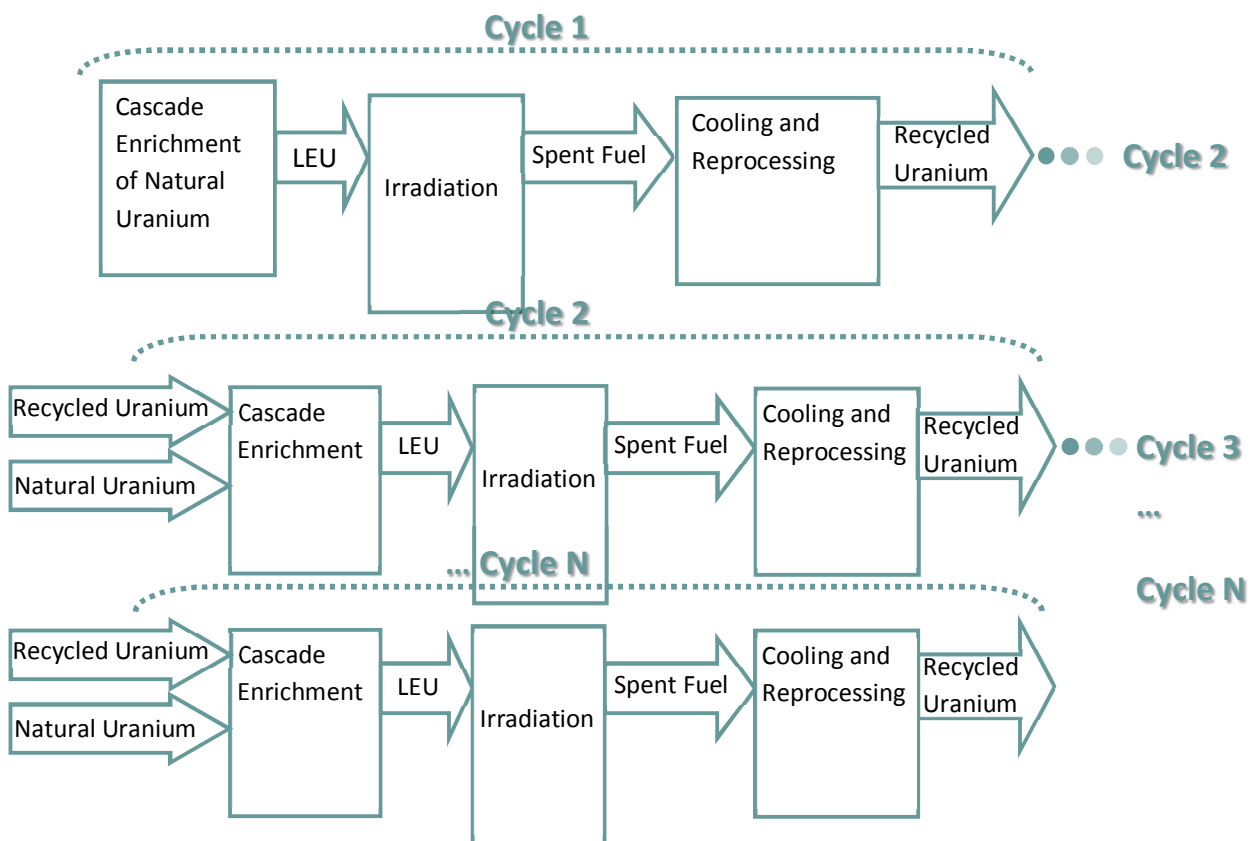 Cycle 1
Cascade
Enrichment
of Natural
Uranium
LEU
Irradiation
Spent Fuel
Cooling and
Reprocessing
Recycled
Uranium
Cycle 2
Cycle 2
Recycled Uranium
Natural Uranium
Cascade
Enrichment
LEU
Irradiation
Spent Fuel
Cooling and
Reprocessing
Recycled
Uranium
Cycle 3
...
Cycle N
... Cycle N
Recycled Uranium
Natural Uranium
Cascade
Enrichment
LEU
Irradiation
Spent Fuel
Cooling and
Reprocessing
Recycled
Uranium